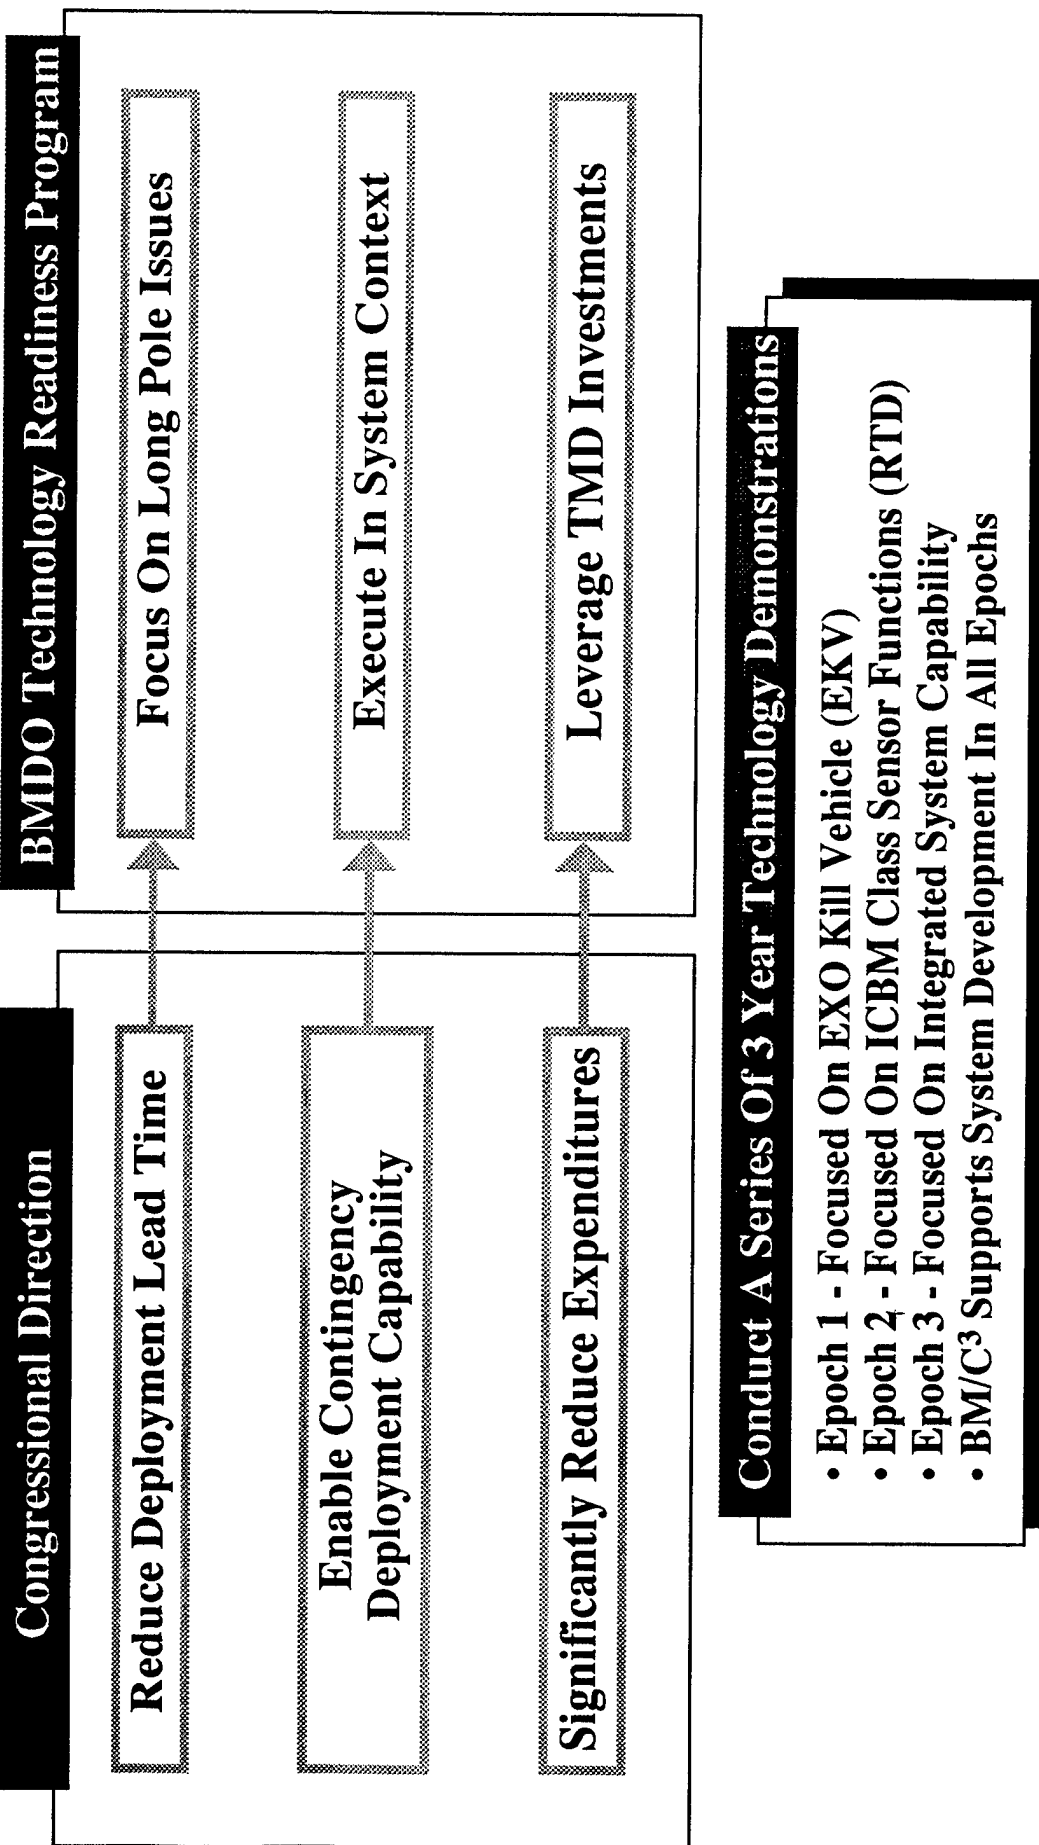 Congressional Direction
Reduce Deployment Lead Time
Enable Contingency
Deployment Capability
Significantly Reduce Expenditures
BMDO Technology Readiness Program
Focus On Long Pole Issues
Execute In System Context
Leverage TMD Investments
Conduct A Series Of 3 Year Technology Demonstrations
• Epoch 1 - Focused On EXO Kill Vehicle (EKV)
• Epoch 2 - Focused On ICBM Class Sensor Functions (RTD)
• Epoch 3 - Focused On Integrated System Capability
• BM/C³ Supports System Development In All Epochs